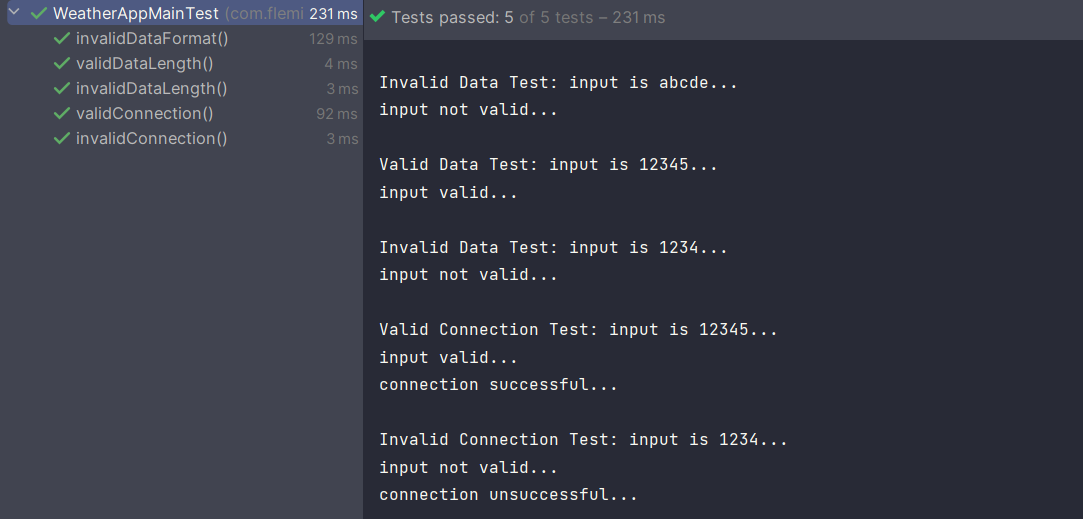 WeatherAppMainTest (com.flemi 231 ms
invalidDataFormat() 129 ms
validDataLength() 4 ms
invalidDataLength() 3 ms
validConnection() 92 ms
invalidConnection() 3 ms
Tests passed: 5 of 5 tests – 231 ms
Invalid Data Test: input is abcde...
input not valid...
Valid Data Test: input is 12345...
input valid...
Invalid Data Test: input is 1234...
input not valid...
Valid Connection Test: input is 12345...
input valid...
connection successful...
Invalid Connection Test: input is 1234...
input not valid...
connection unsuccessful...